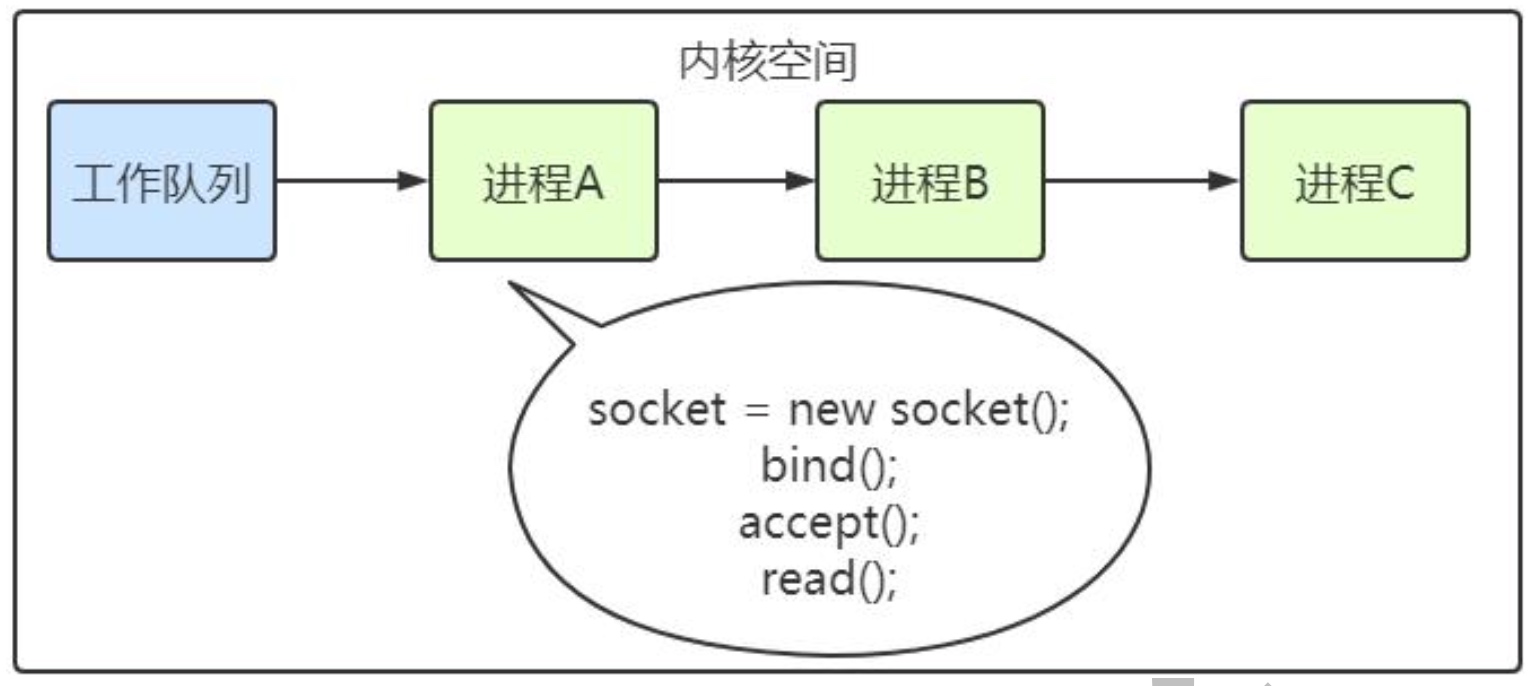 内核空间
工作队列
进程A
进程B
进程C
socket = new socket();
bind();
accept();
read();